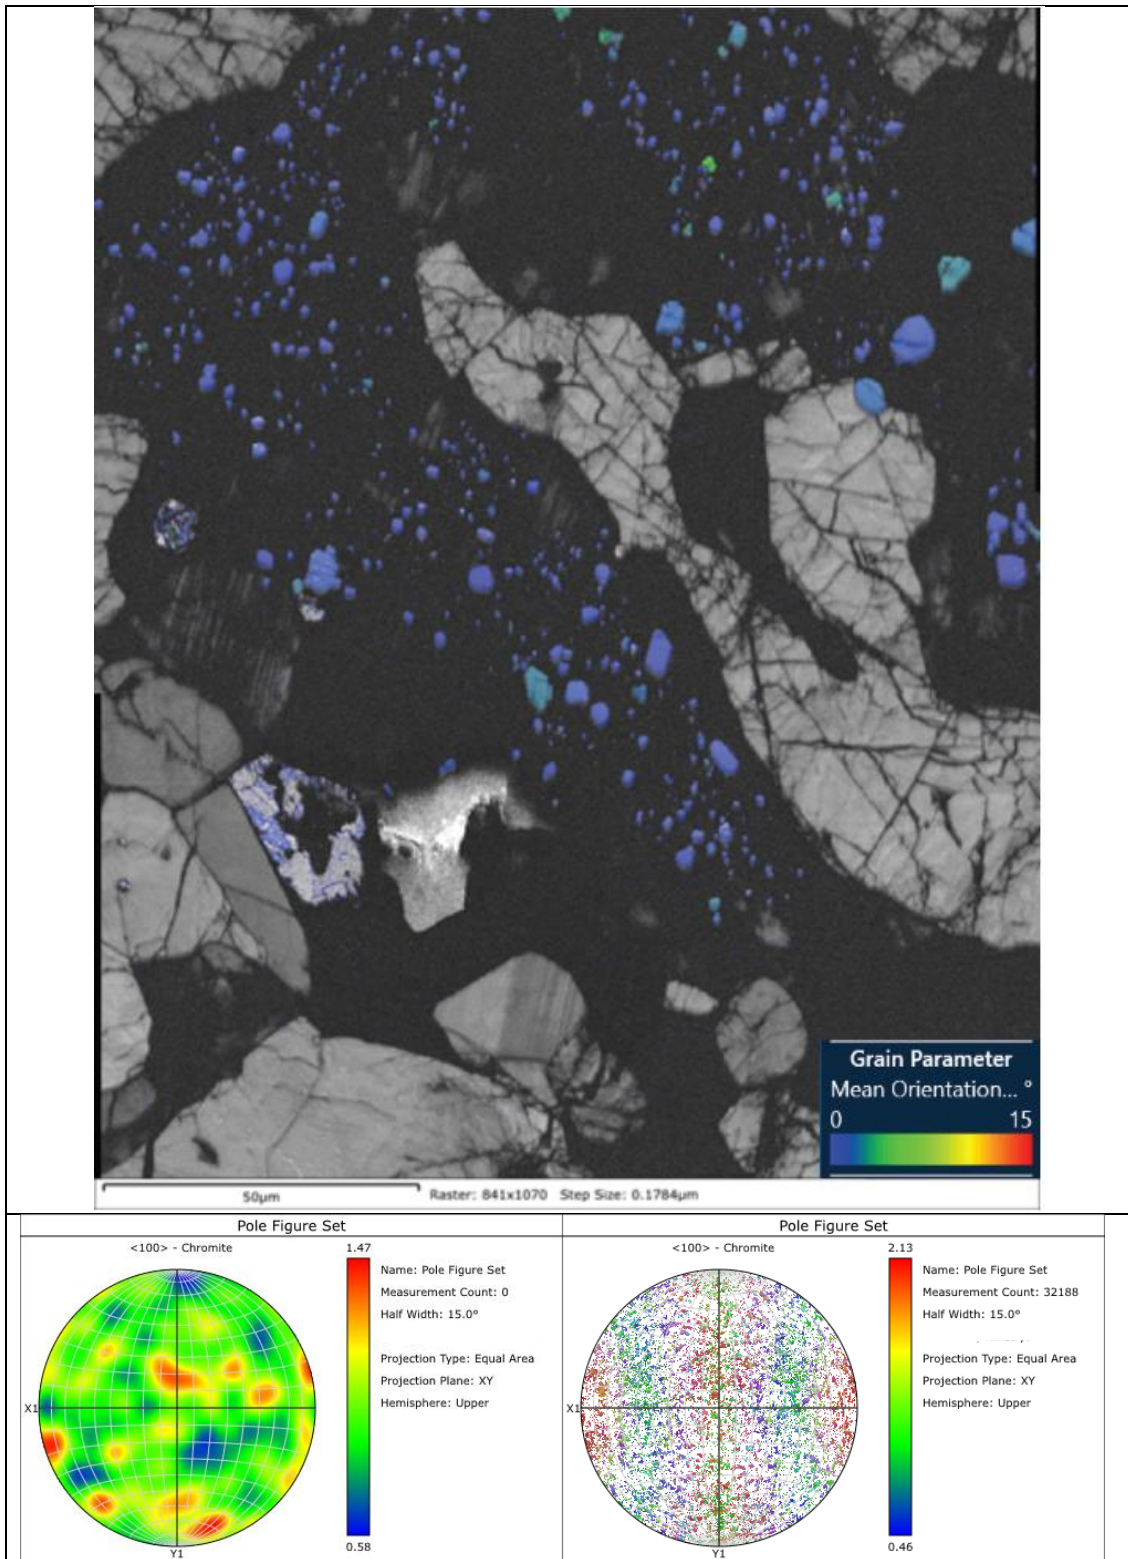 Grain Parameter
Mean Orientation... °
0 15
50µm Raster: 841x1070 Step Size: 0.1784µm
Pole Figure Set
<100> - Chromite
1.47
Name: Pole Figure Set
Measurement Count: 0
Half Width: 15.0°
Projection Type: Equal Area
Projection Plane: XY
Hemisphere: Upper
X1
Y1
0.58
Pole Figure Set
<100> - Chromite
2.13
Name: Pole Figure Set
Measurement Count: 32188
Half Width: 15.0°
Projection Type: Equal Area
Projection Plane: XY
Hemisphere: Upper
X1
Y1
0.46